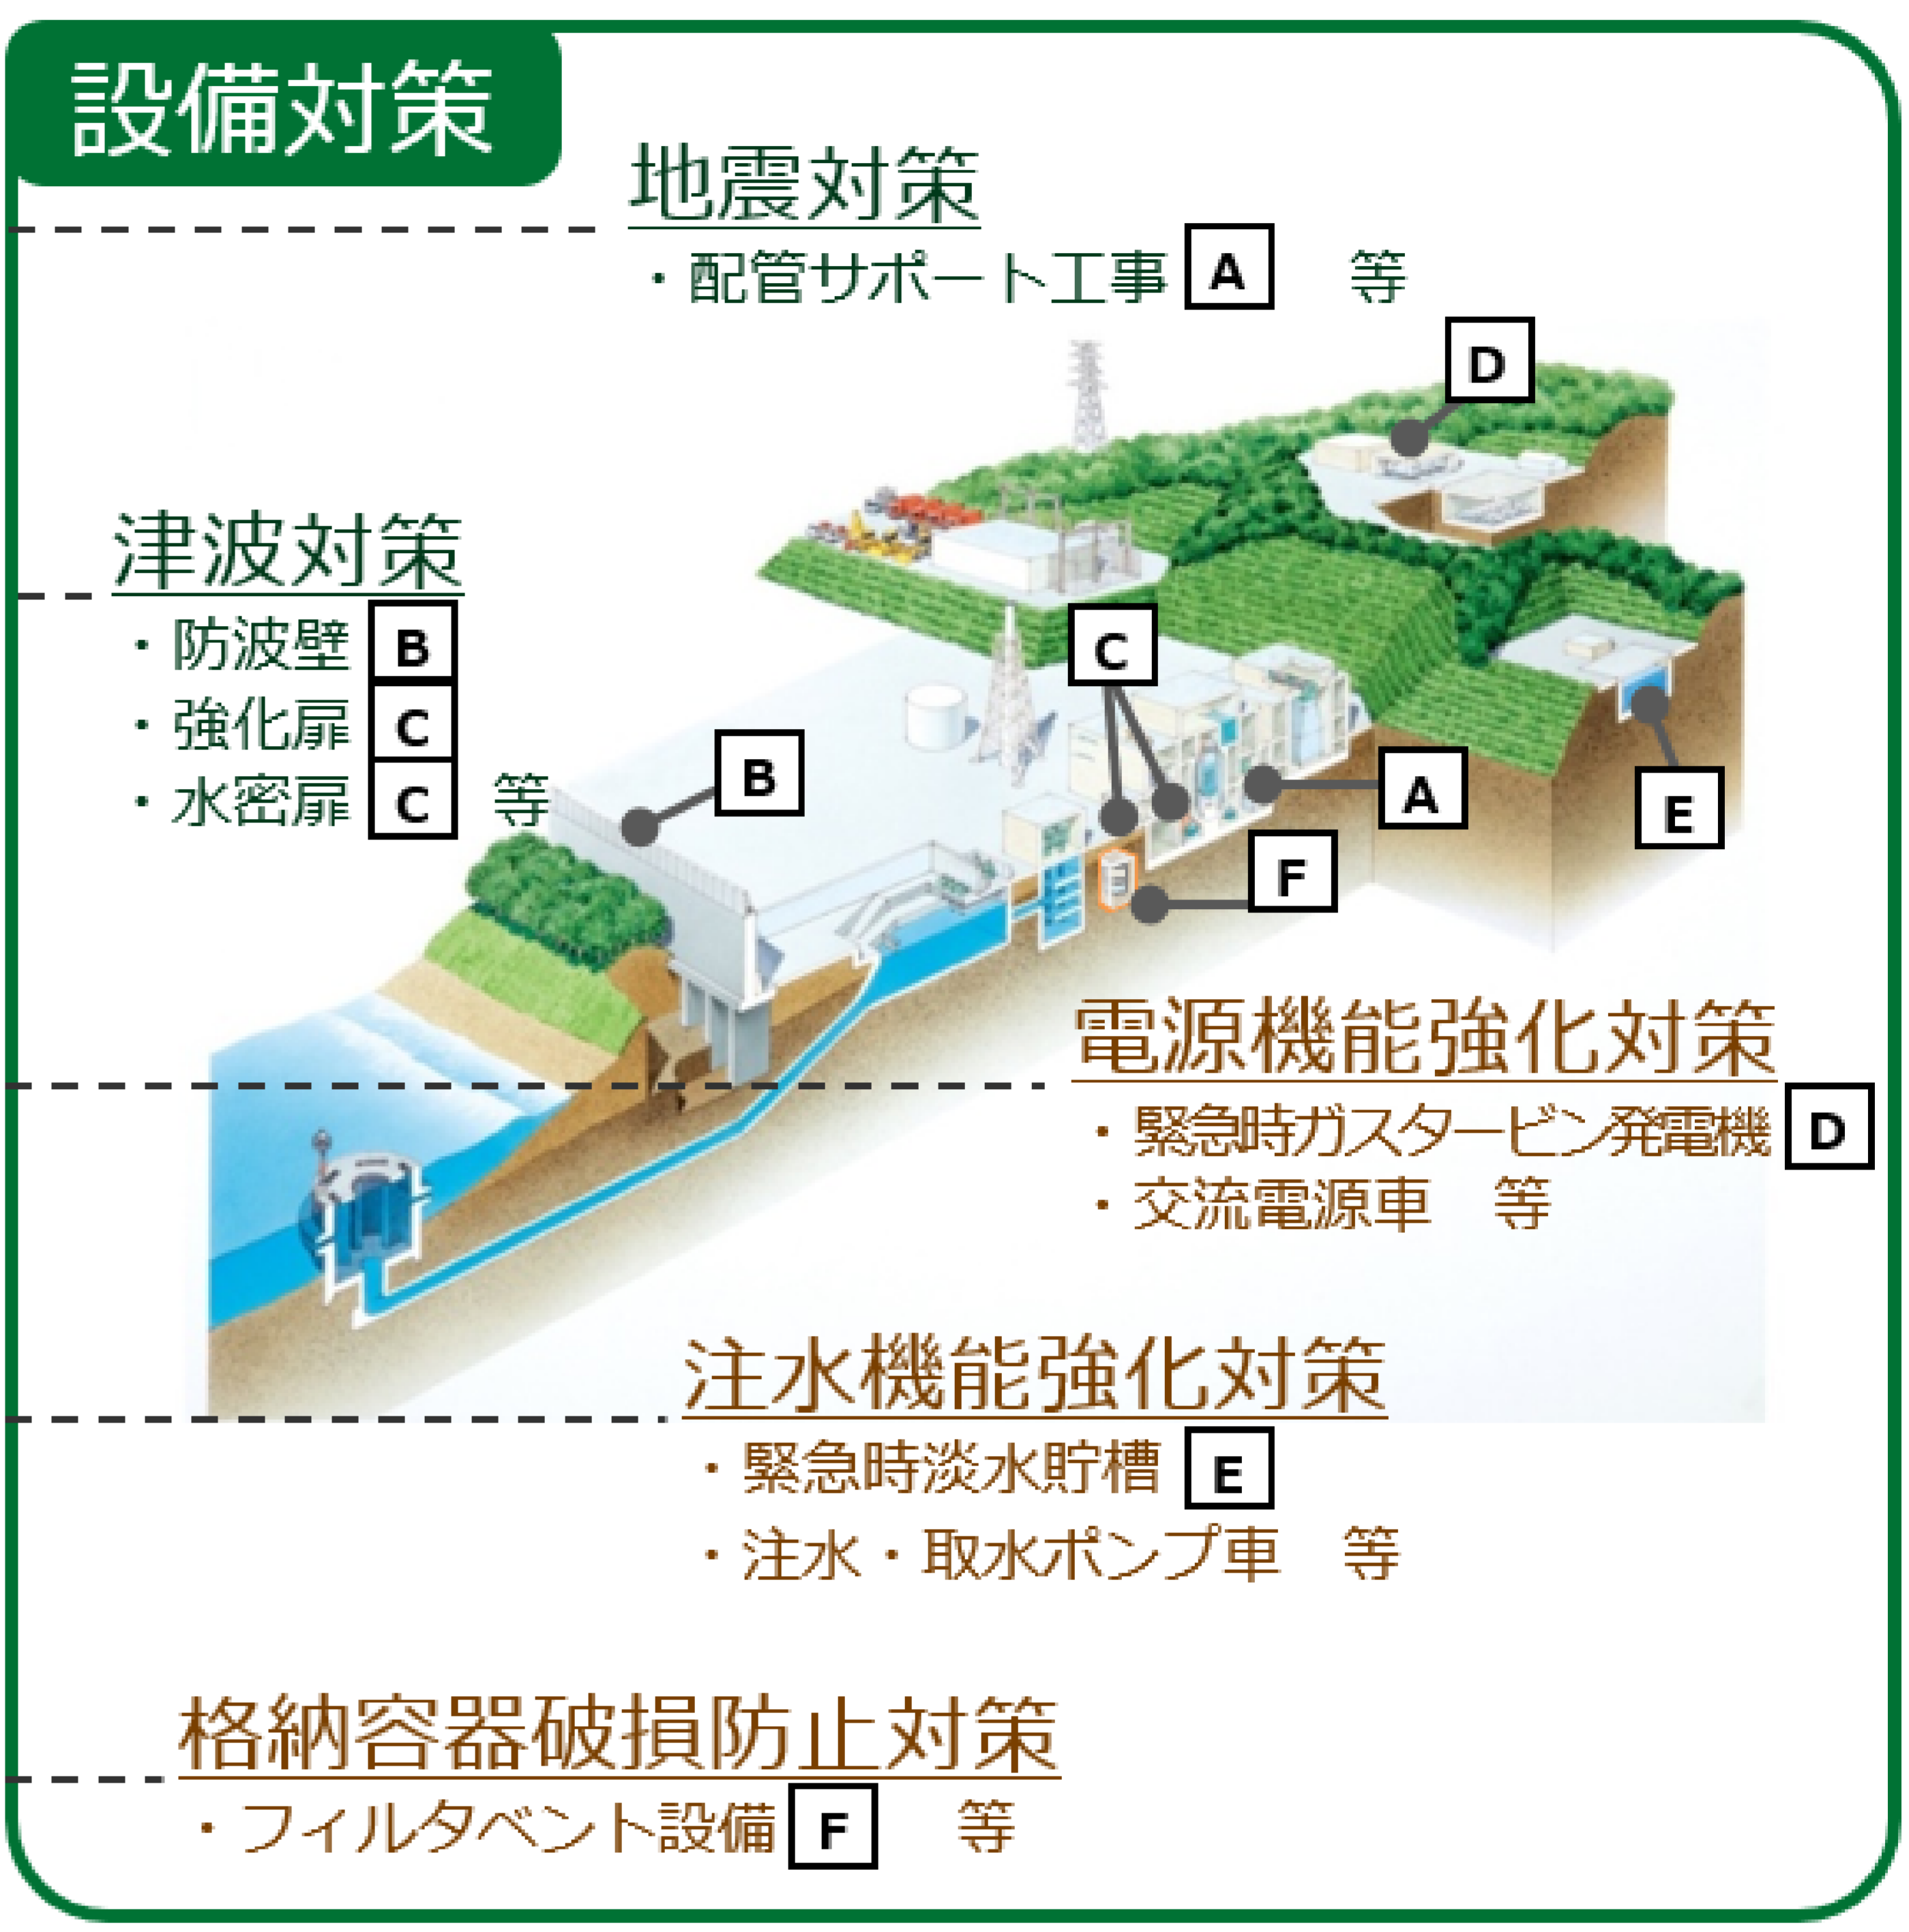 設備対策
地震対策
・配管サポート工事 A 等
D
津波対策
・防波壁 B
・強化扉 C
・水密扉 C 等
C
B
A
E
F
電源機能強化対策
・緊急時ガスタービン発電機 D
・交流電源車 等
注水機能強化対策
・緊急時淡水貯槽 E
・注水・取水ポンプ車 等
格納容器破損防止対策
・フィルタベント設備 F 等